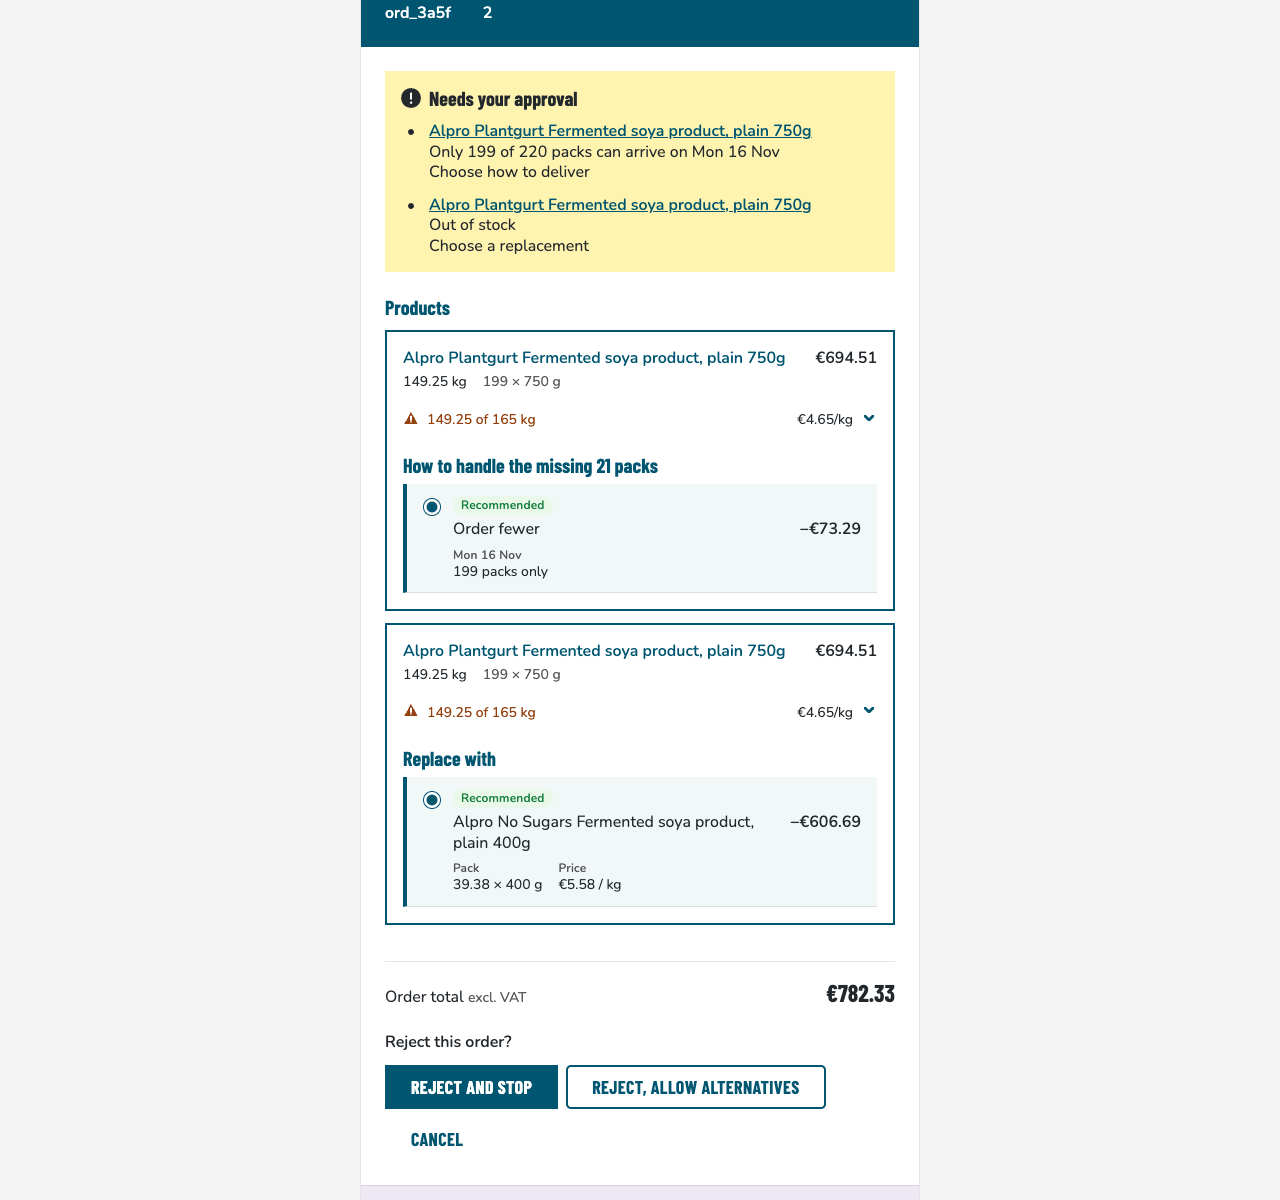 ord_3a5f 2
Needs your approval
• Alpro Plantgurt Fermented soya product, plain 750g
Only 199 of 220 packs can arrive on Mon 16 Nov
Choose how to deliver
• Alpro Plantgurt Fermented soya product, plain 750g
Out of stock
Choose a replacement
Products
Alpro Plantgurt Fermented soya product, plain 750g €694.51
149.25 kg 199 × 750 g
149.25 of 165 kg €4.65/kg
How to handle the missing 21 packs
Recommended
Order fewer –€73.29
Mon 16 Nov
199 packs only
Alpro Plantgurt Fermented soya product, plain 750g €694.51
149.25 kg 199 × 750 g
149.25 of 165 kg €4.65/kg
Replace with
Recommended
Alpro No Sugars Fermented soya product, –€606.69
plain 400g
Pack Price
39.38 × 400 g €5.58 / kg
Order total excl. VAT €782.33
Reject this order?
REJECT AND STOP REJECT, ALLOW ALTERNATIVES
CANCEL